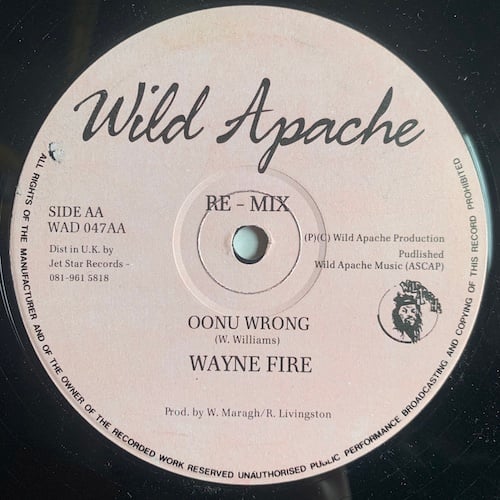 Wild Apache
RE - MIX
SIDE AA
WAD 047AA
Dist in U.K. by
Jet Star Records -
081-961 5818
(P)(C) Wild Apache Production
Pudlished
Wild Apache Music (ASCAP)
WILD APACHE
OONU WRONG
(W. Williams)
WAYNE FIRE
Prod. by W. Maragh/R. Livingston
ALL RIGHTS OF THE MANUFACTURER AND OF THE OWNER OF THE RECORDED WORK RESERVED UNAUTHORISED PUBLIC PERFORMANCE BROADCASTING AND COPYING OF THIS RECORD PROHIBITED